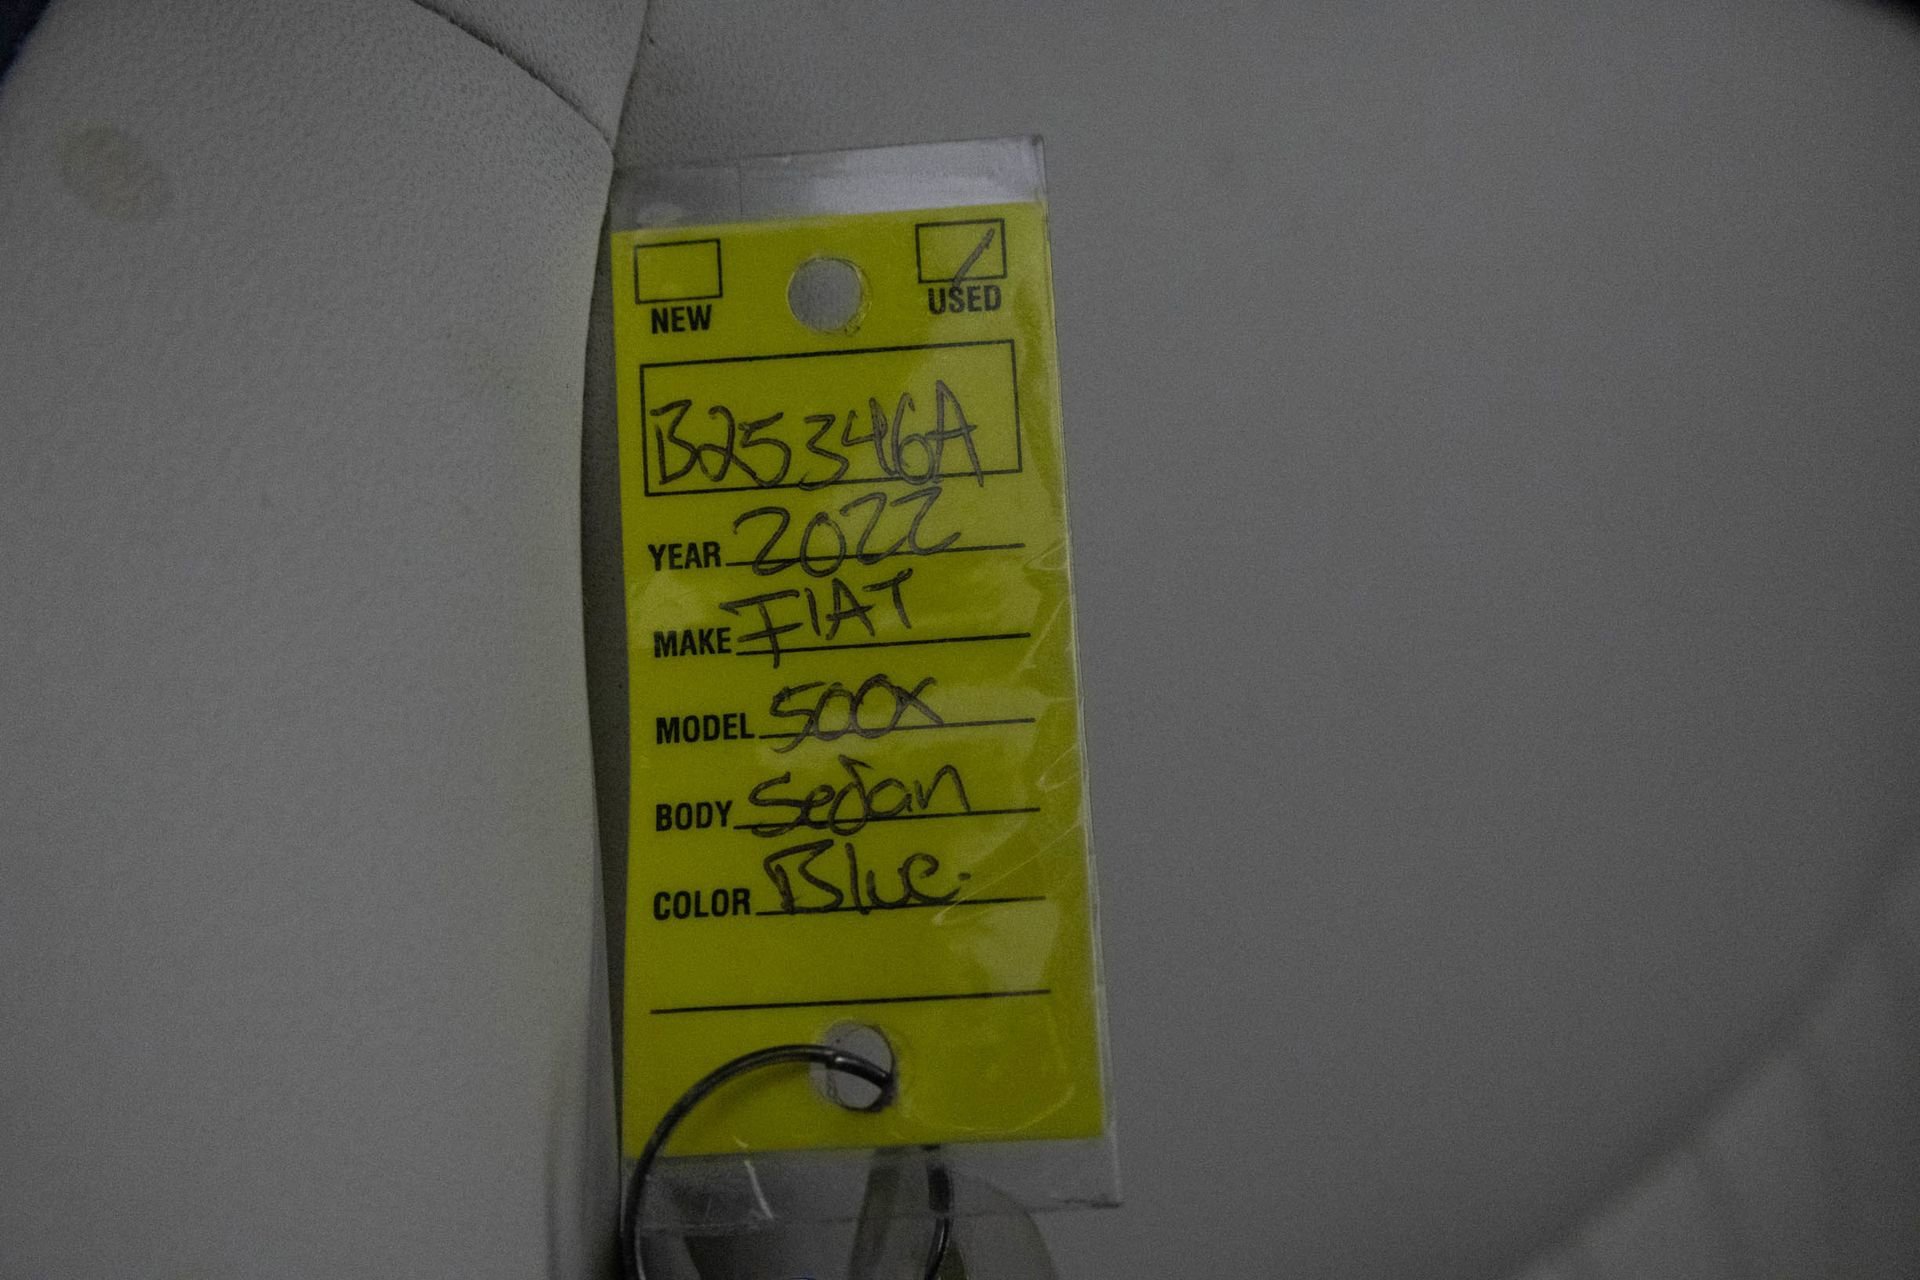 NEW USED
B25346A
YEAR 2022
MAKE FIAT
MODEL 500X
BODY Sedan
COLOR Blue.